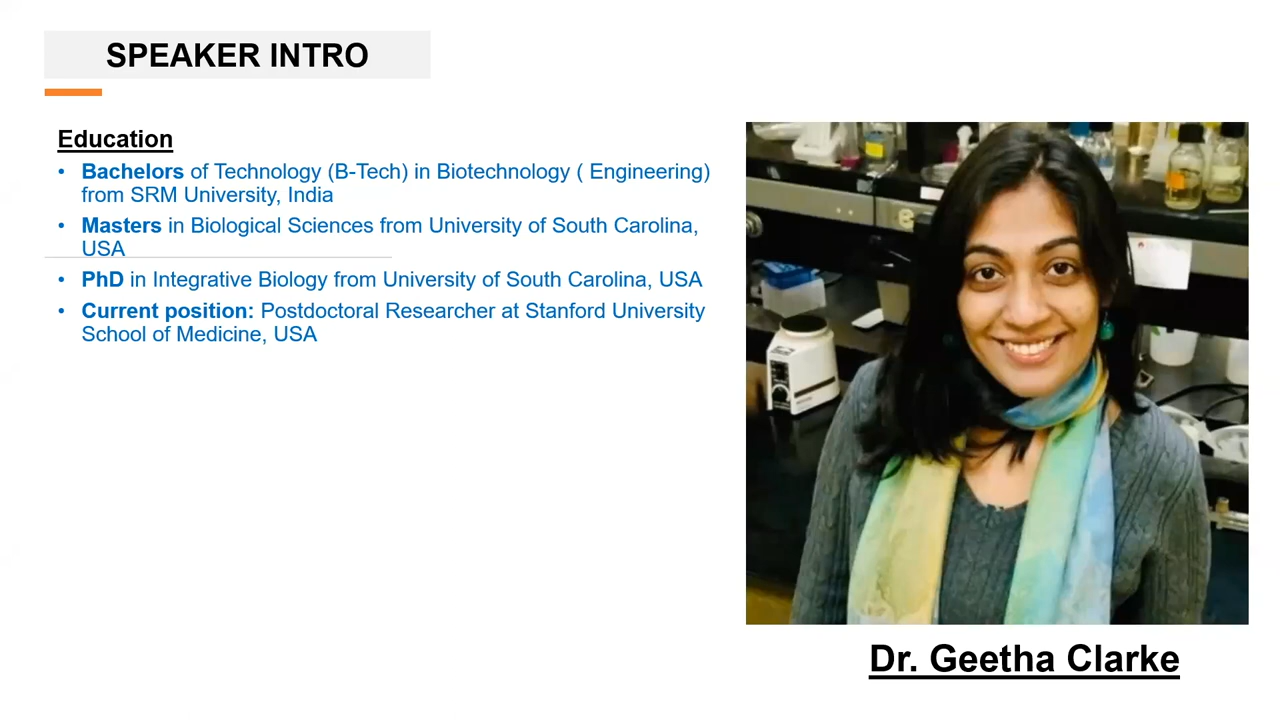 SPEAKER INTRO
Education
• Bachelors of Technology (B-Tech) in Biotechnology ( Engineering)
from SRM University, India
• Masters in Biological Sciences from University of South Carolina,
USA
• PhD in Integrative Biology from University of South Carolina, USA
• Current position: Postdoctoral Researcher at Stanford University
School of Medicine, USA
Dr. Geetha Clarke